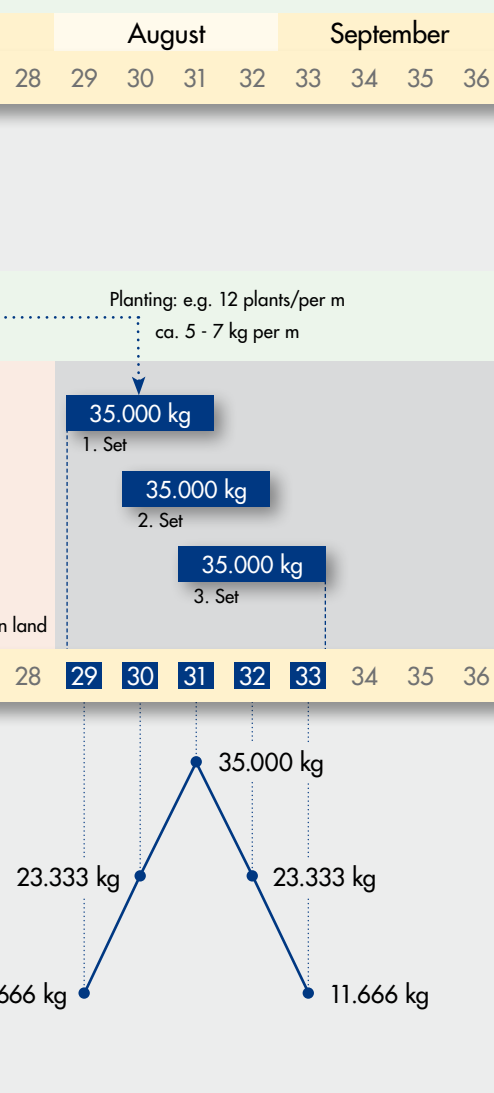 August September
28 29 30 31 32 33 34 35 36
Planting: e.g. 12 plants/per m
ca. 5 - 7 kg per m
35.000 kg
1. Set
35.000 kg
2. Set
35.000 kg
3. Set
land
28 29 30 31 32 33 34 35 36
35.000 kg
23.333 kg 23.333 kg
kg 11.666 kg